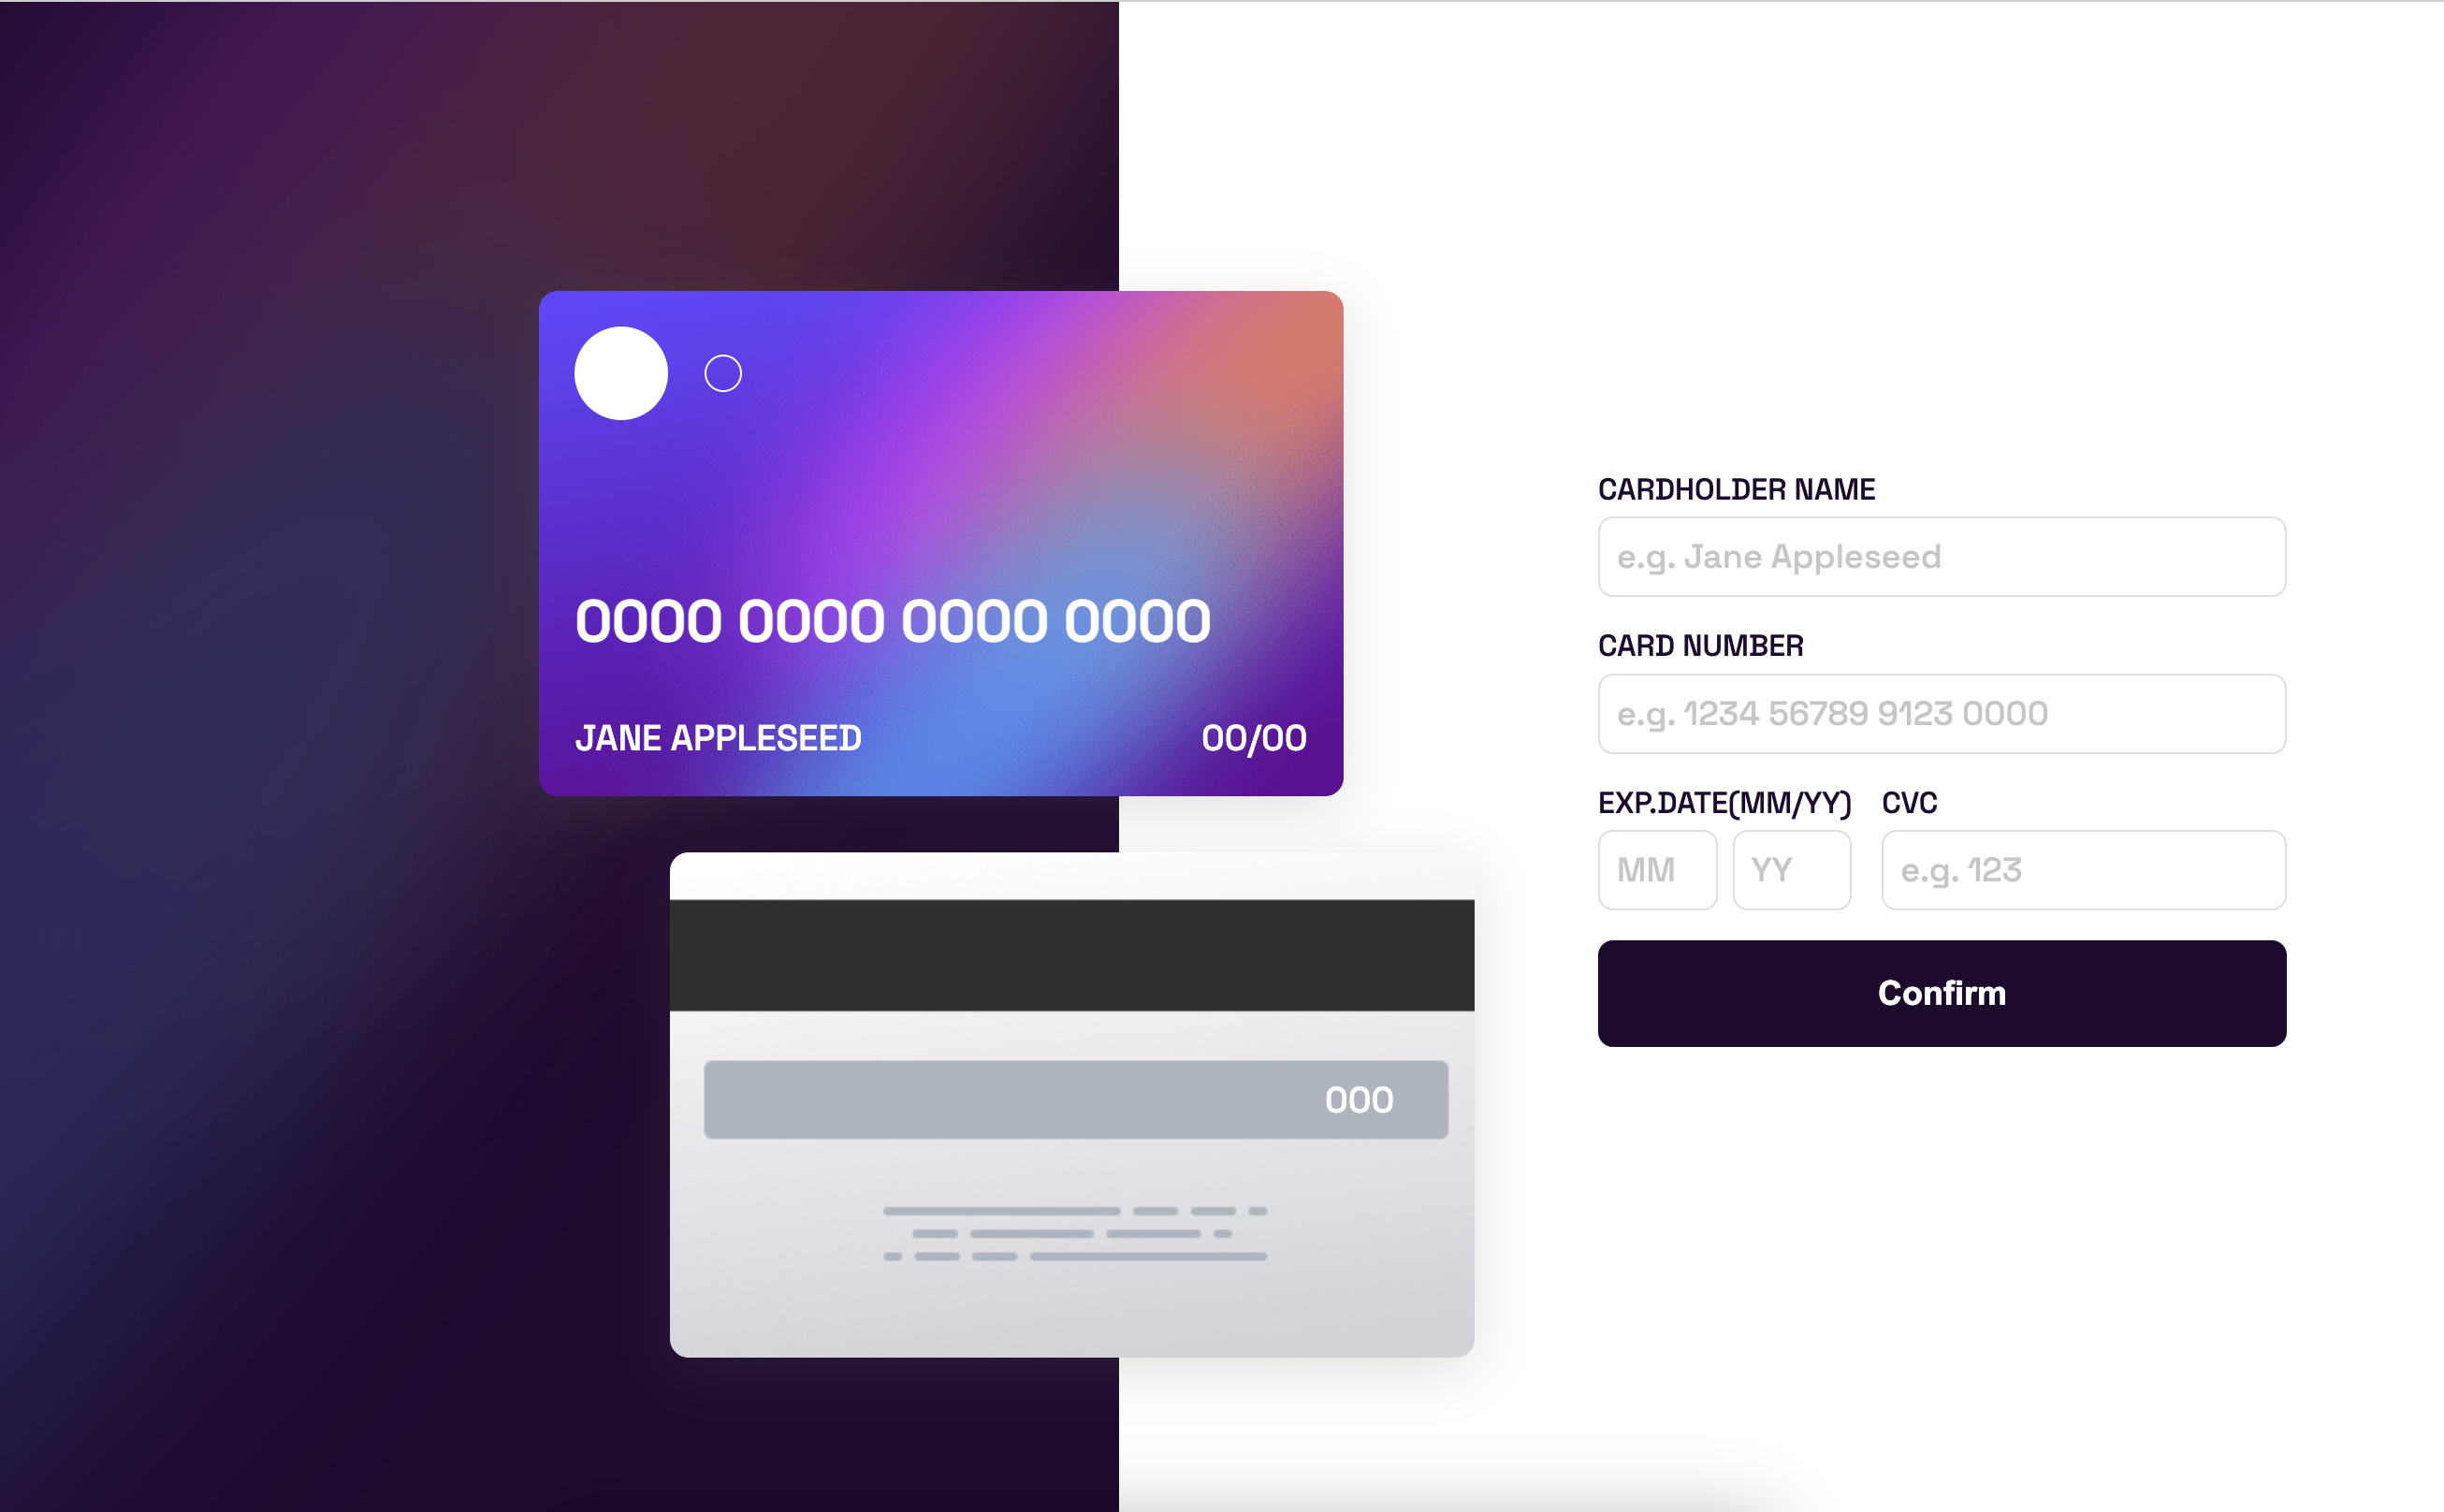 0000 0000 0000 0000
JANE APPLESEED 00/00
000
CARDHOLDER NAME
e.g. Jane Appleseed
CARD NUMBER
e.g. 1234 56789 9123 0000
EXP.DATE(MM/YY) CVC
MM YY e.g. 123
Confirm